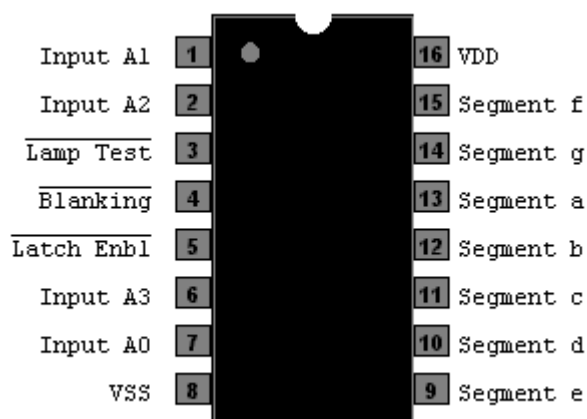 Input A1 1 16 VDD
Input A2 2 15 Segment f
Lamp Test 3 14 Segment g
Blanking 4 13 Segment a
Latch Enbl 5 12 Segment b
Input A3 6 11 Segment c
Input A0 7 10 Segment d
VSS 8 9 Segment e